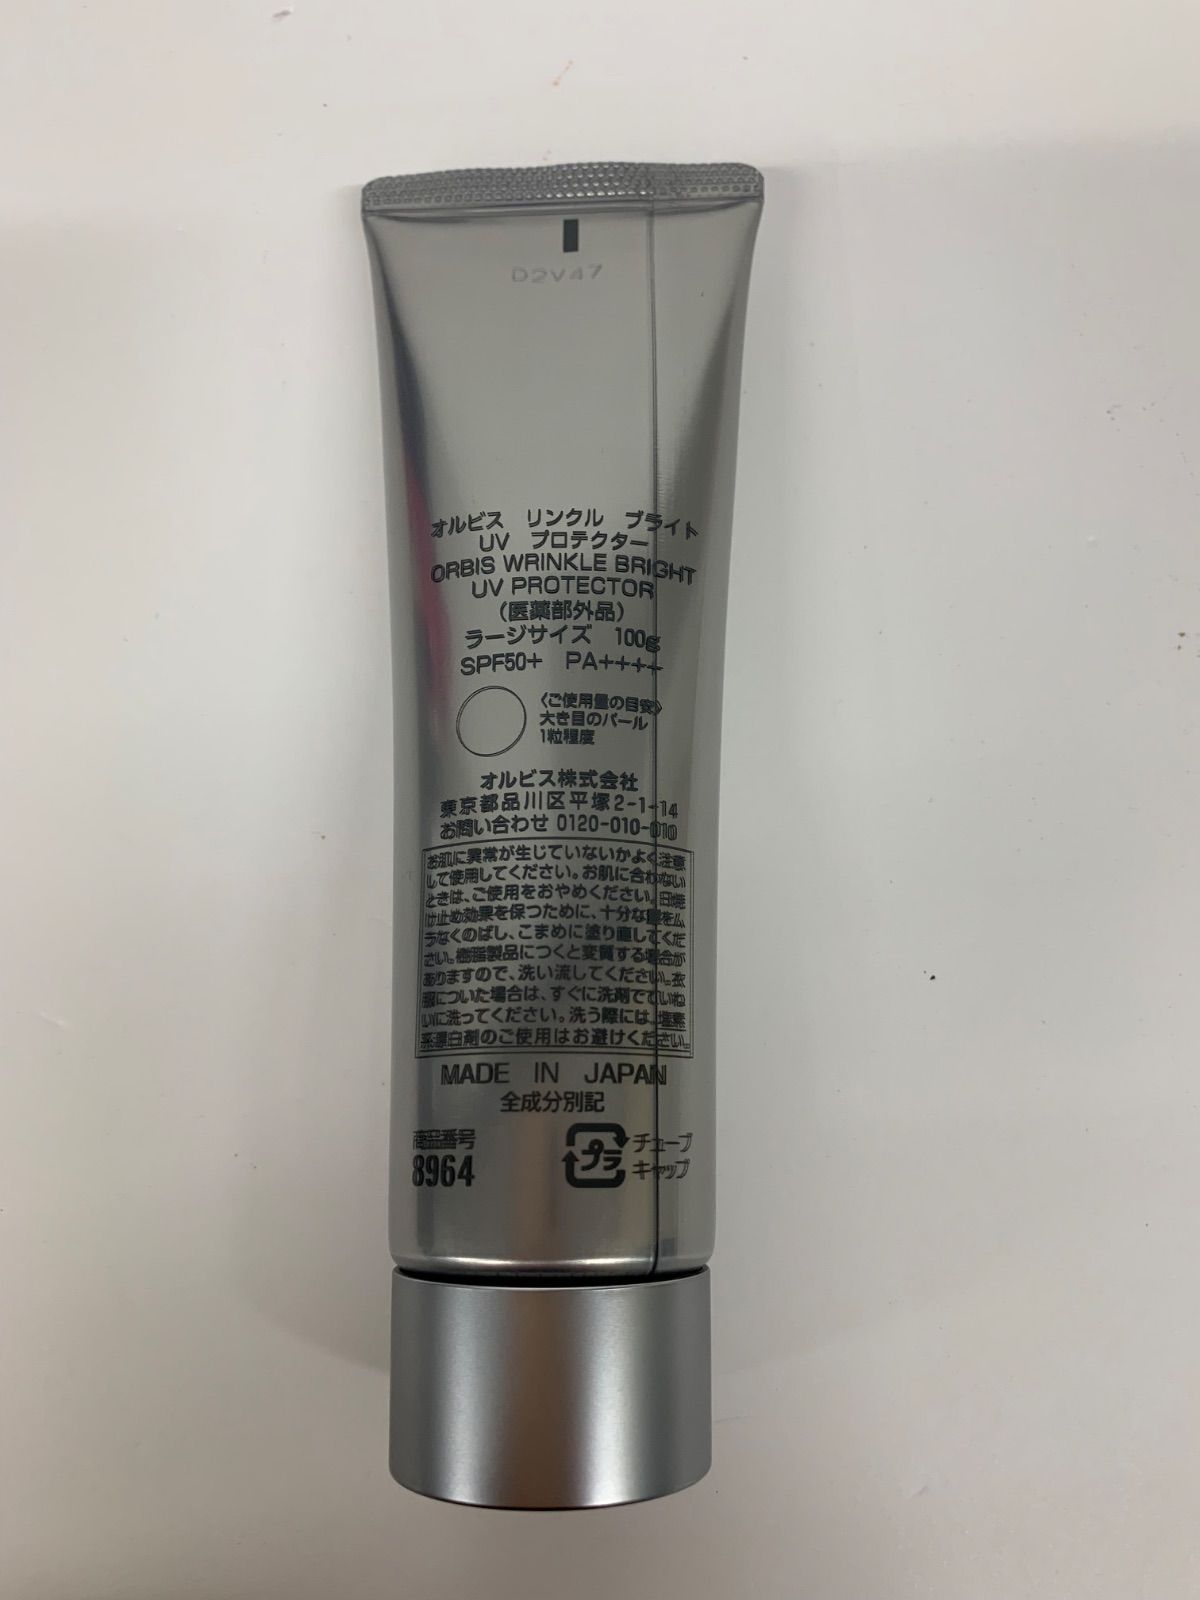 D2V47
オルビス リンクル ブライト
UV プロテクター
ORBIS WRINKLE BRIGHT
UV PROTECTOR
（医薬部外品）
ラージサイズ 100g
SPF50+ PA++++
〈ご使用量の目安〉
大き目のパール
1粒程度
オルビス株式会社
東京都品川区平塚2-1-14
お問い合わせ 0120-010-010
お肌に異常が生じていないかよく注意
して使用してください。お肌に合わない
ときは、ご使用をおやめください。日焼
け止め効果を保つために、十分な量をム
ラなくのばし、こまめに塗り直してくだ
さい。樹脂製品につくと変質する場合が
ありますので、洗い流してください。衣
服についた場合は、すぐに洗剤でていね
いに洗ってください。洗う際には、塩素
系漂白剤のご使用はお避けください。
MADE IN JAPAN
全成分別記
商品番号
8964
プラ
チューブ
キャップ